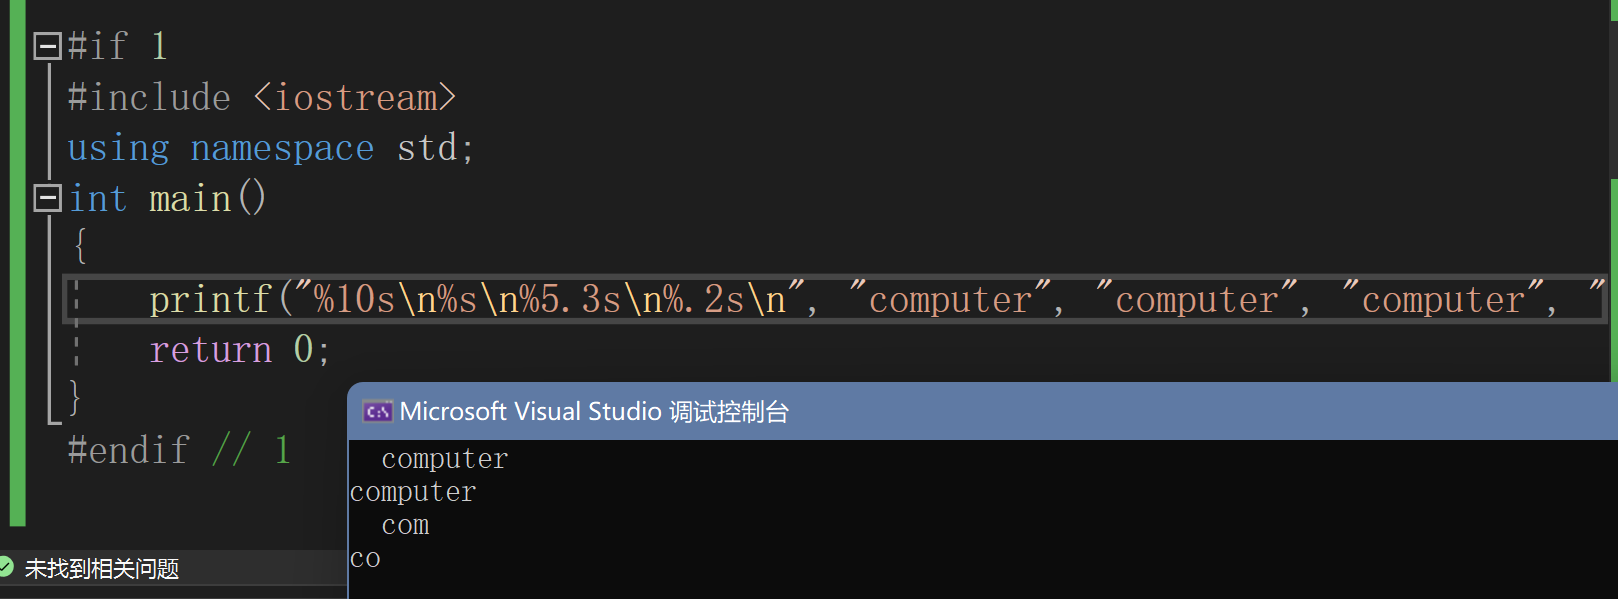 #if 1
#include <iostream>
using namespace std;
int main()
{
printf("%10s\n%s\n%5.3s\n%.2s\n", "computer", "computer", "computer", "
return 0;
}
#endif // 1
Microsoft Visual Studio 调试控制台
computer
computer
com
co
未找到相关问题